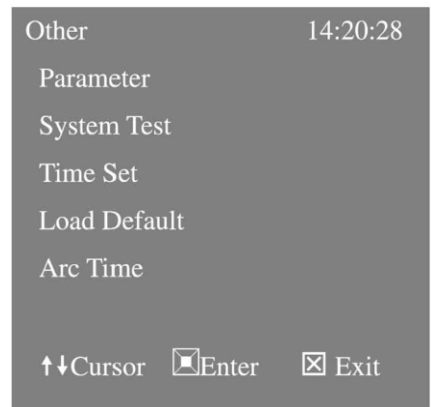 Other 14:20:28
Parameter
System Test
Time Set
Load Default
Arc Time
↑↓Cursor Enter Exit